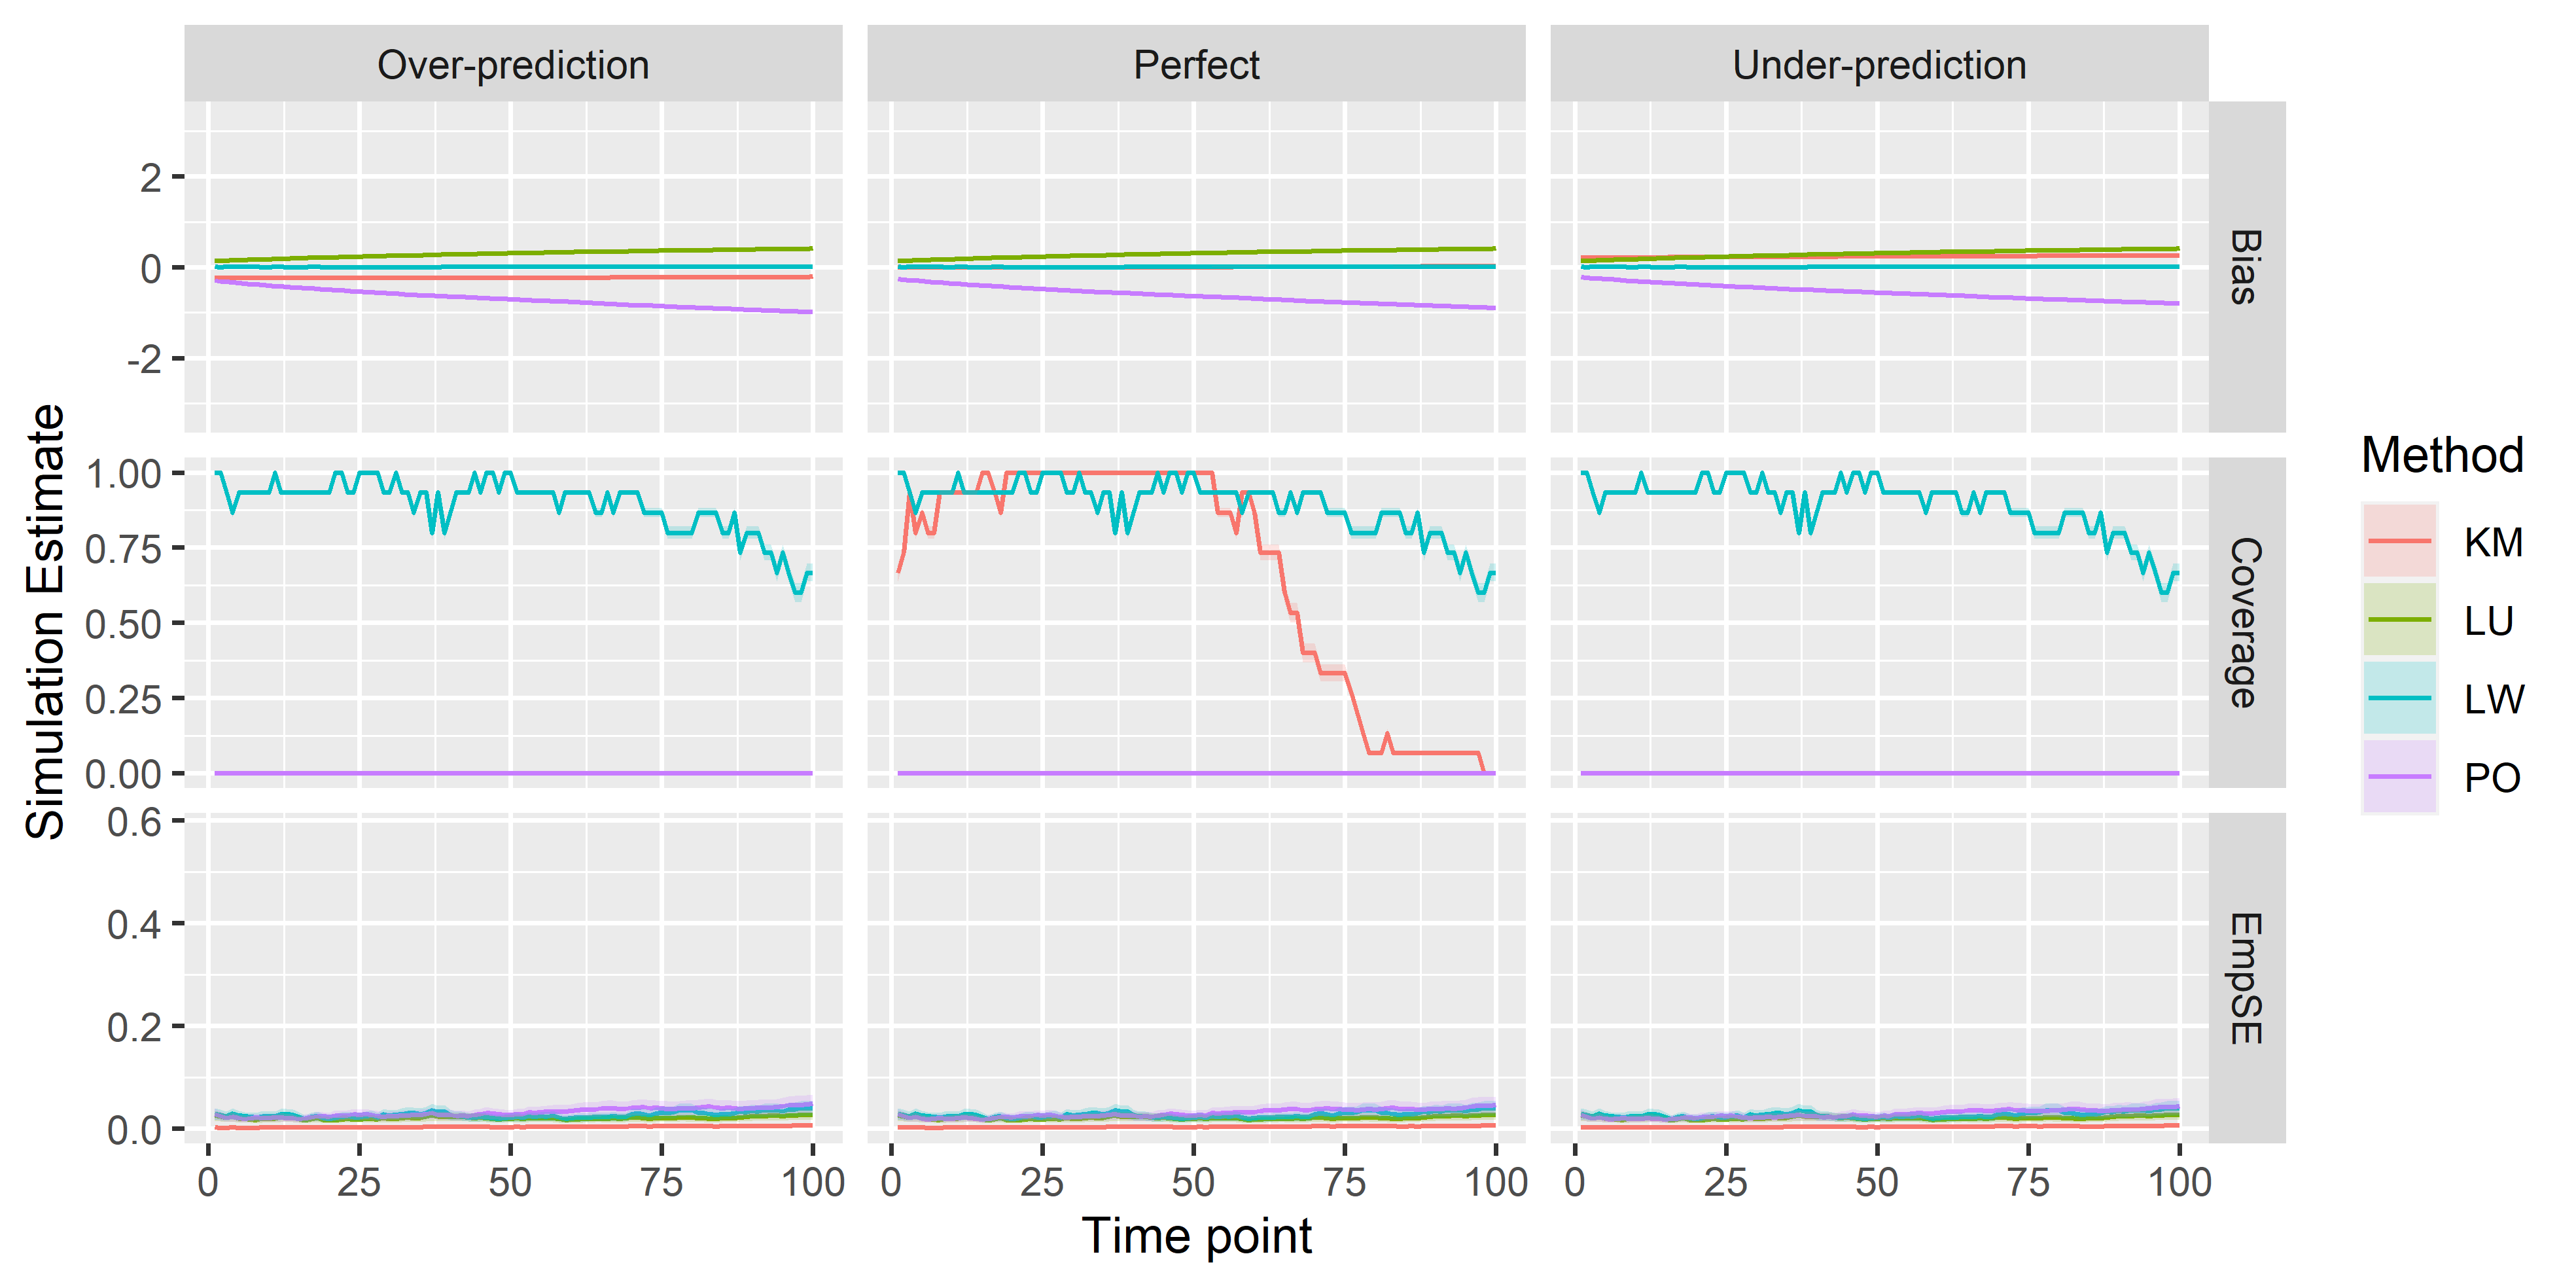 Over-prediction
Perfect
Under-prediction
2
0
-2
Bias
1.00
0.75
0.50
0.25
0.00
Coverage
0.6
0.4
0.2
0.0
EmpSE
0 25 50 75 100
0 25 50 75 100
0 25 50 75 100
Time point
Simulation Estimate
Method
KM
LU
LW
PO